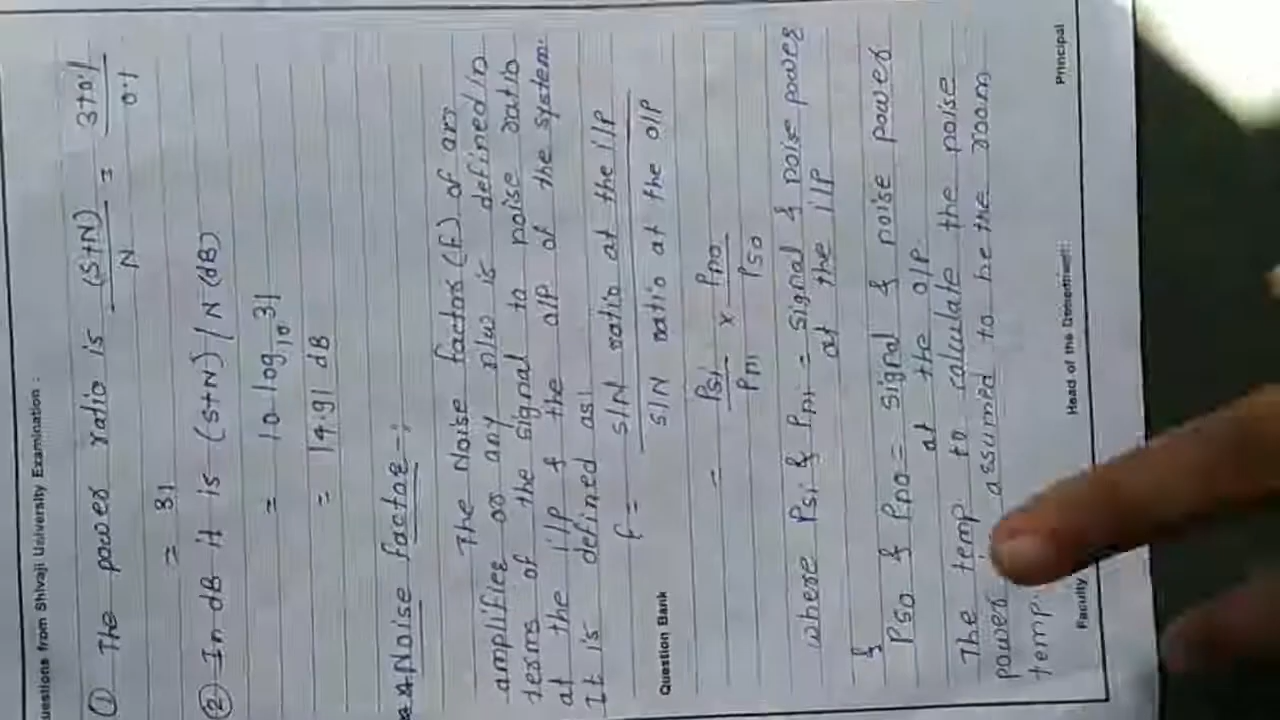 uestions from Shivaji University Examination :
① The power ratio is (S+N) / N = 3+0.1 / 0.1
= 31
② In dB it is (S+N) / N (dB)
= 10 log10 31
= 14.91 dB
** Noise factor -:
The Noise factor (f) of an
amplifier or any n/w is defined in
terms of the signal to noise ratio
at the i/p & the o/p of the system.
It is defined as:
f = S/N ratio at the i/p
S/N ratio at the o/p
Question Bank
= Psi / Pni x Pno / Pso
where Psi & Pni = signal & noise power
at the i/p
&
Pso & Pno = signal & noise power
at the o/p.
The temp to calculate the noise
power assumed to be the room
temp.
Faculty Head of the Department: Principal